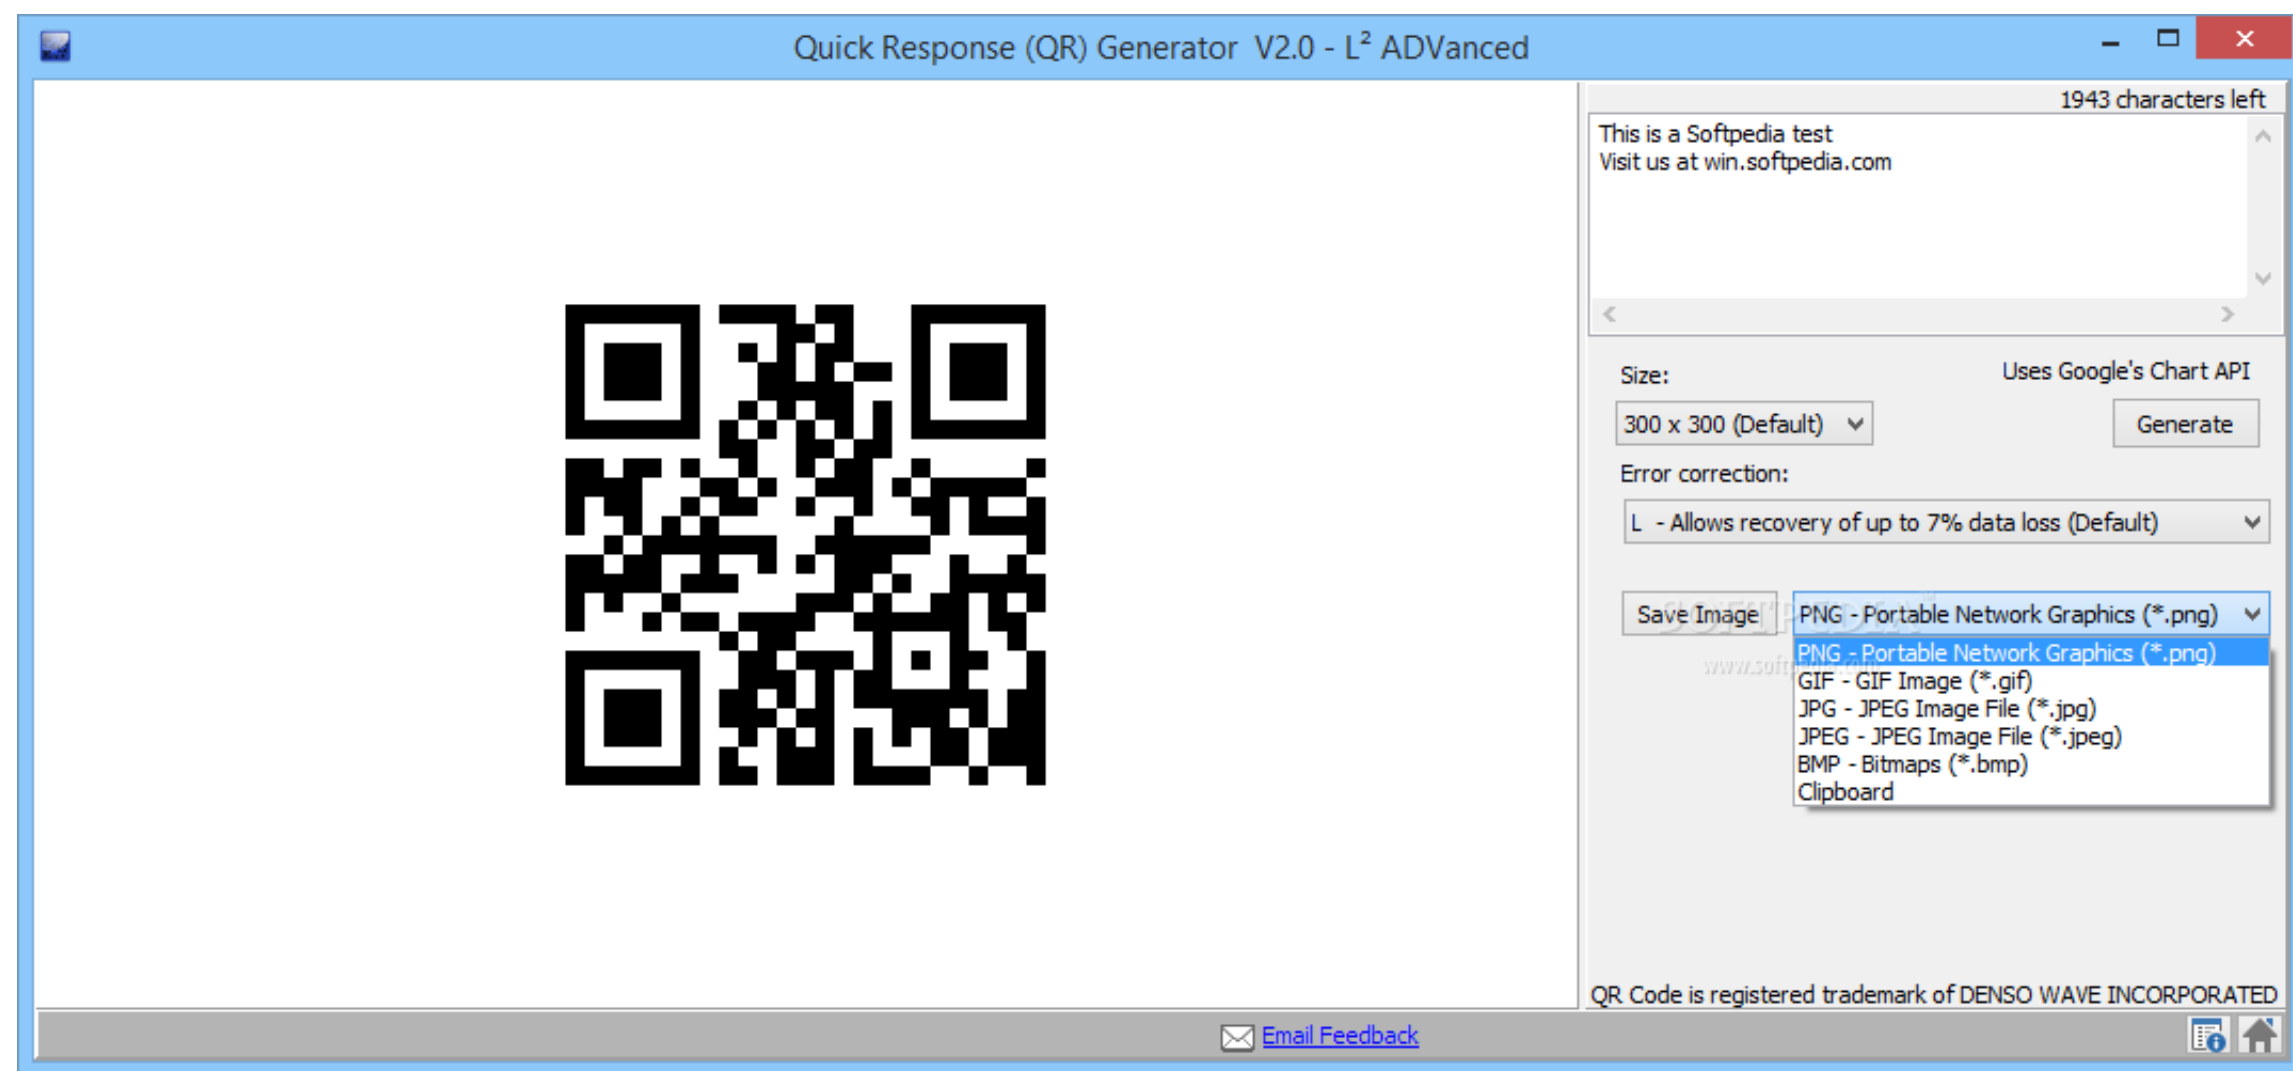 Quick Response (QR) Generator V2.0 - L² ADVanced
1943 characters left
This is a Softpedia test
Visit us at win.softpedia.com
Size:
Uses Google's Chart API
300 x 300 (Default)
Generate
Error correction:
L - Allows recovery of up to 7% data loss (Default)
Save Image
PNG - Portable Network Graphics (*.png)
PNG - Portable Network Graphics (*.png)
GIF - GIF Image (*.gif)
JPG - JPEG Image File (*.jpg)
JPEG - JPEG Image File (*.jpeg)
BMP - Bitmaps (*.bmp)
Clipboard
SOFTPEDIA
www.softpedia.com
QR Code is registered trademark of DENSO WAVE INCORPORATED
Email Feedback